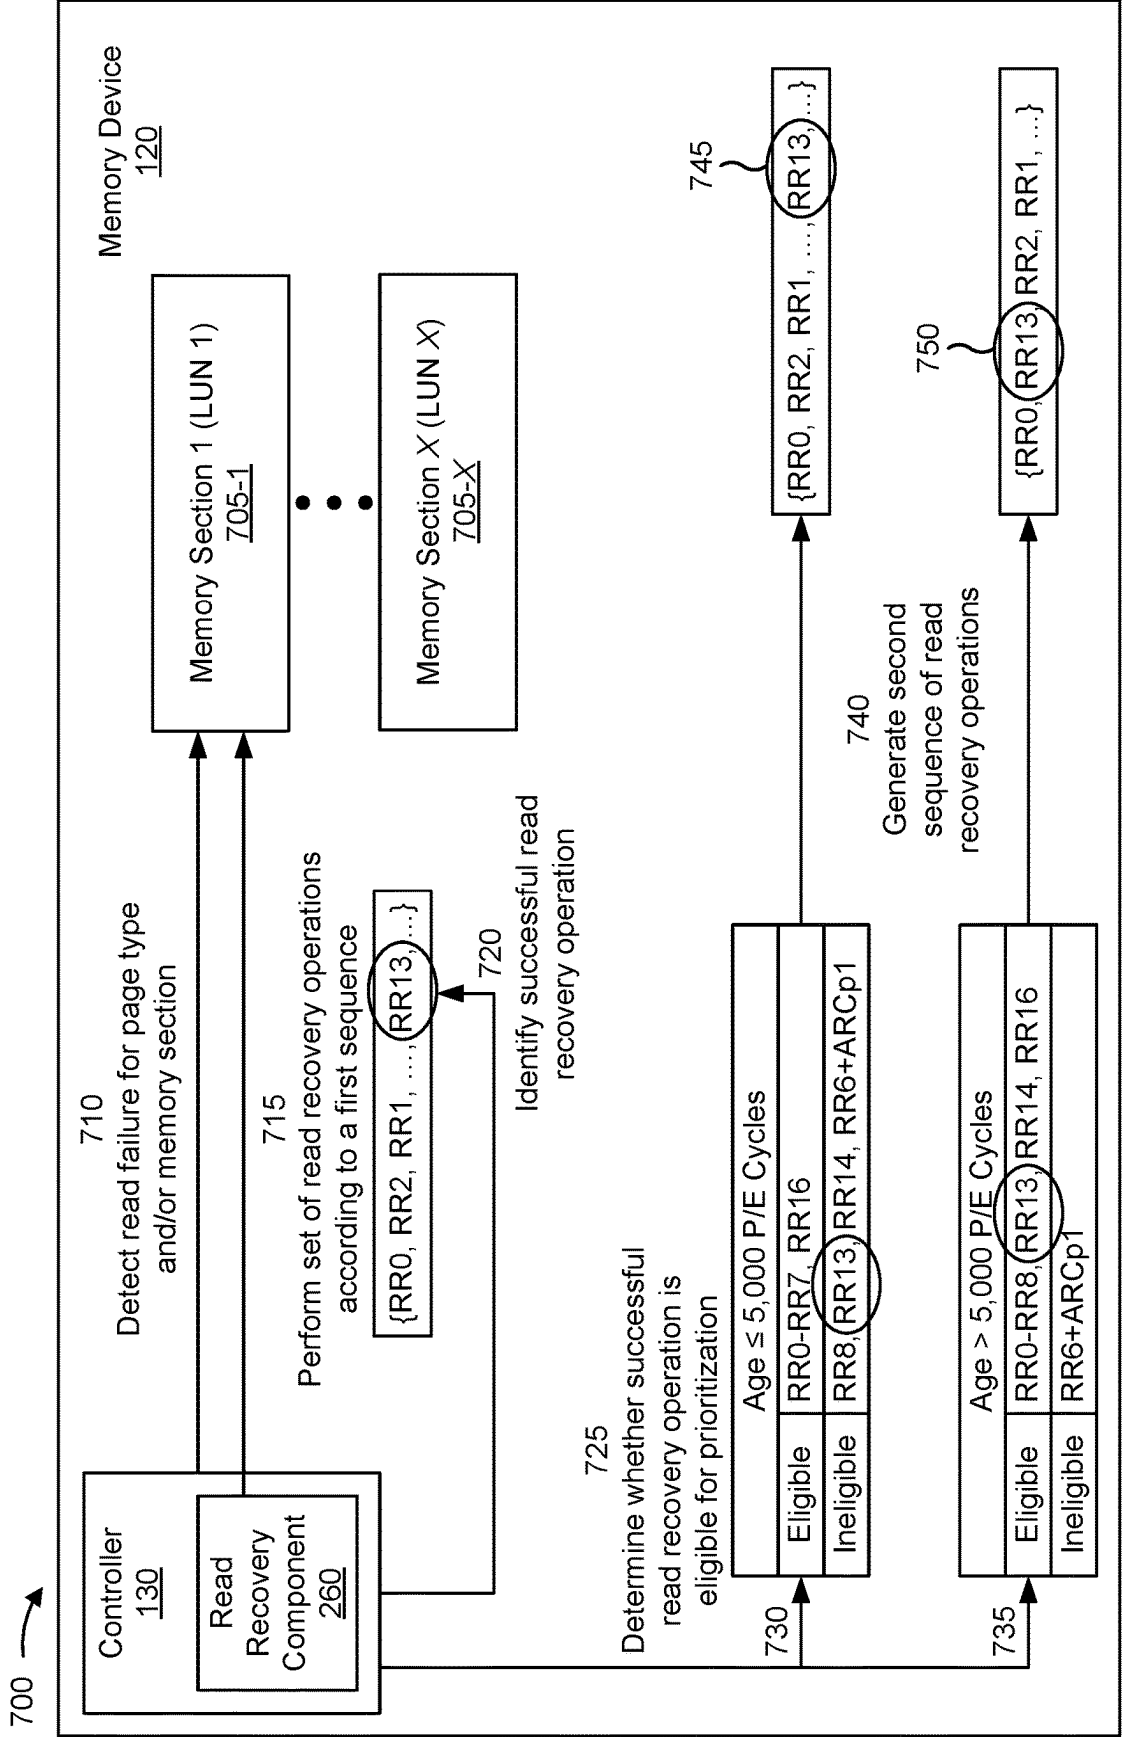 700
Memory Device
120
Controller
130
Read
Recovery
Component
260
710
Detect read failure for page type
and/or memory section
715
Perform set of read recovery operations
according to a first sequence
{RR0, RR2, RR1, ..., RR13, ...}
720
Identify successful read
recovery operation
Memory Section 1 (LUN 1)
705-1
Memory Section X (LUN X)
705-X
725
Determine whether successful
read recovery operation is
eligible for prioritization
730
Age ≤ 5,000 P/E Cycles
Eligible RR0-RR7, RR16
Ineligible RR8, RR13, RR14, RR6+ARCp1
735
Age > 5,000 P/E Cycles
Eligible RR0-RR8, RR13, RR14, RR16
Ineligible RR6+ARCp1
740
Generate second
sequence of read
recovery operations
745
{RR0, RR2, RR1, ..., RR13, ...}
750
{RR0, RR13, RR2, RR1, ...}